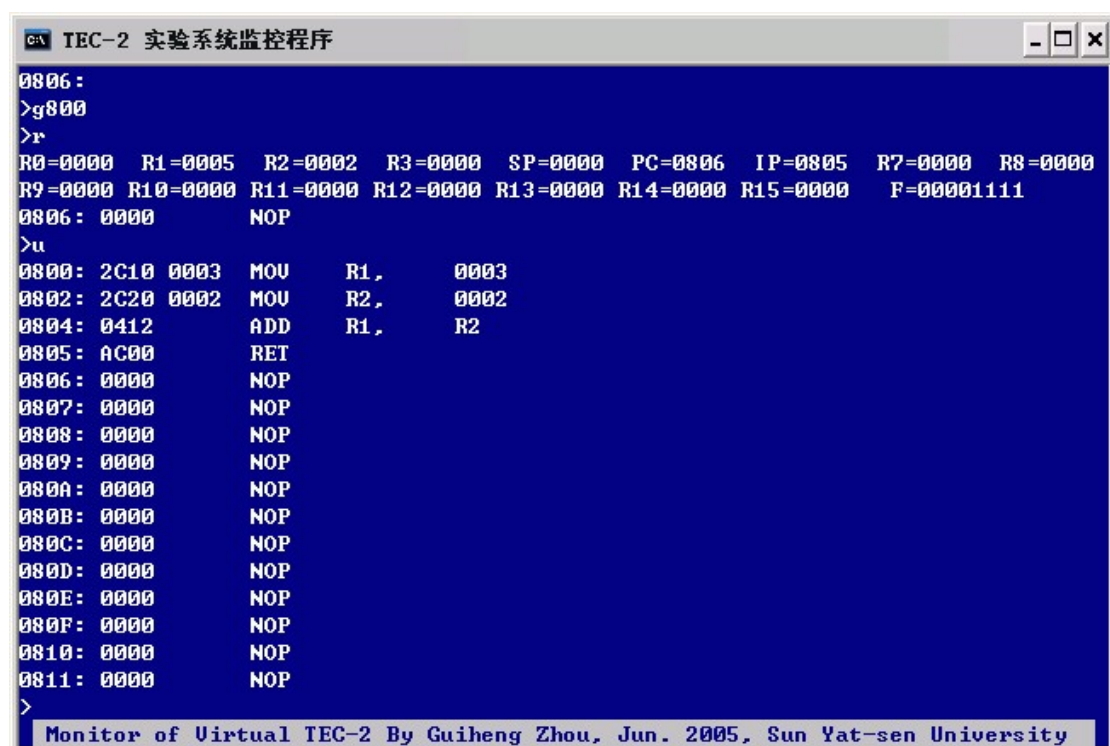 TEC-2 实验系统监控程序
0806:
>g800
>r
R0=0000 R1=0005 R2=0002 R3=0000 SP=0000 PC=0806 IP=0805 R7=0000 R8=0000
R9=0000 R10=0000 R11=0000 R12=0000 R13=0000 R14=0000 R15=0000 F=00001111
0806: 0000 NOP
>u
0800: 2C10 0003 MOV R1, 0003
0802: 2C20 0002 MOV R2, 0002
0804: 0412 ADD R1, R2
0805: AC00 RET
0806: 0000 NOP
0807: 0000 NOP
0808: 0000 NOP
0809: 0000 NOP
080A: 0000 NOP
080B: 0000 NOP
080C: 0000 NOP
080D: 0000 NOP
080E: 0000 NOP
080F: 0000 NOP
0810: 0000 NOP
0811: 0000 NOP
>
Monitor of Virtual TEC-2 By Guiheng Zhou, Jun. 2005, Sun Yat-sen University